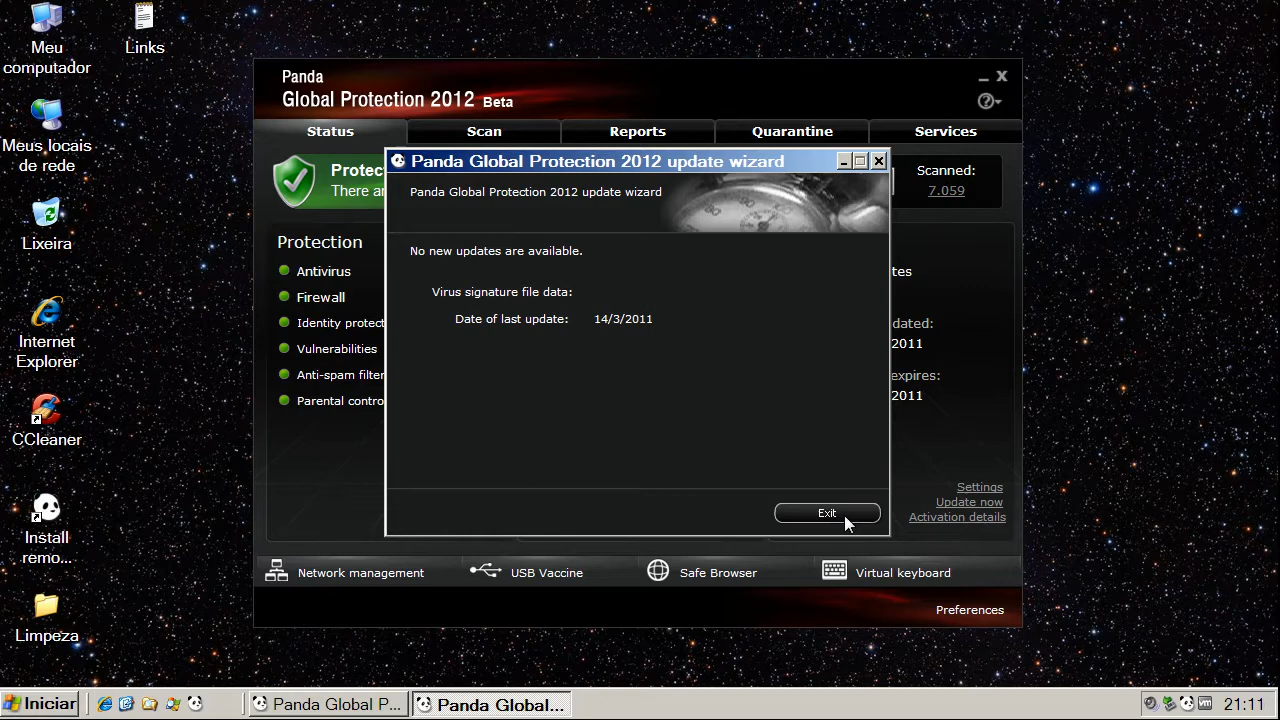 Meu
computador
Links
Meus locais
de rede
Lixeira
Internet
Explorer
CCleaner
Install
remo...
Limpeza
Panda
Global Protection 2012 Beta
Status
Scan
Reports
Quarantine
Services
Protec
There ar
Scanned:
7.059
Protection
Antivirus
Firewall
Identity protect
Vulnerabilities
Anti-spam filter
Parental contro
tes
dated:
2011
expires:
2011
Settings
Update now
Activation details
Panda Global Protection 2012 update wizard
Panda Global Protection 2012 update wizard
No new updates are available.
Virus signature file data:
Date of last update: 14/3/2011
Exit
Network management
USB Vaccine
Safe Browser
Virtual keyboard
Preferences
Iniciar
Panda Global P...
Panda Global...
vm
21:11